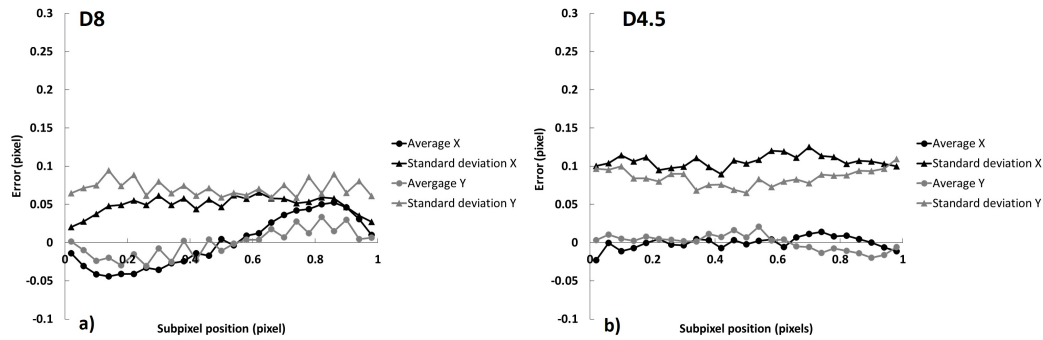 D8
0.3
0.25
0.2
0.15
0.1
0.05
0
-0.05
-0.1
Error (pixel)
0
0.2
0.4
0.6
0.8
1
Subpixel position (pixel)
a)
Average X
Standard deviation X
Avergage Y
Standard deviation Y
D4.5
0.3
0.25
0.2
0.15
0.1
0.05
0
-0.05
-0.1
Error (pixel)
0
0.2
0.4
0.6
0.8
1
Subpixel position (pixels)
b)
Average X
Standard deviation X
Averege Y
Standard deviation Y